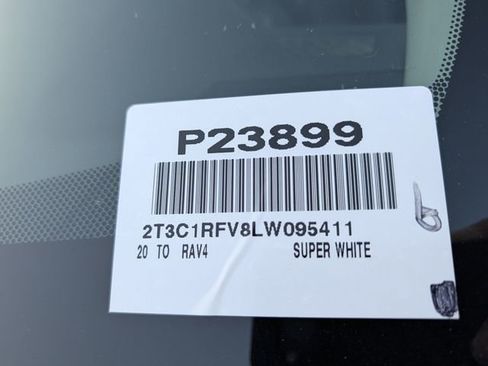 P23899
2T3C1RFV8LW095411
20 TO RAV4 SUPER WHITE